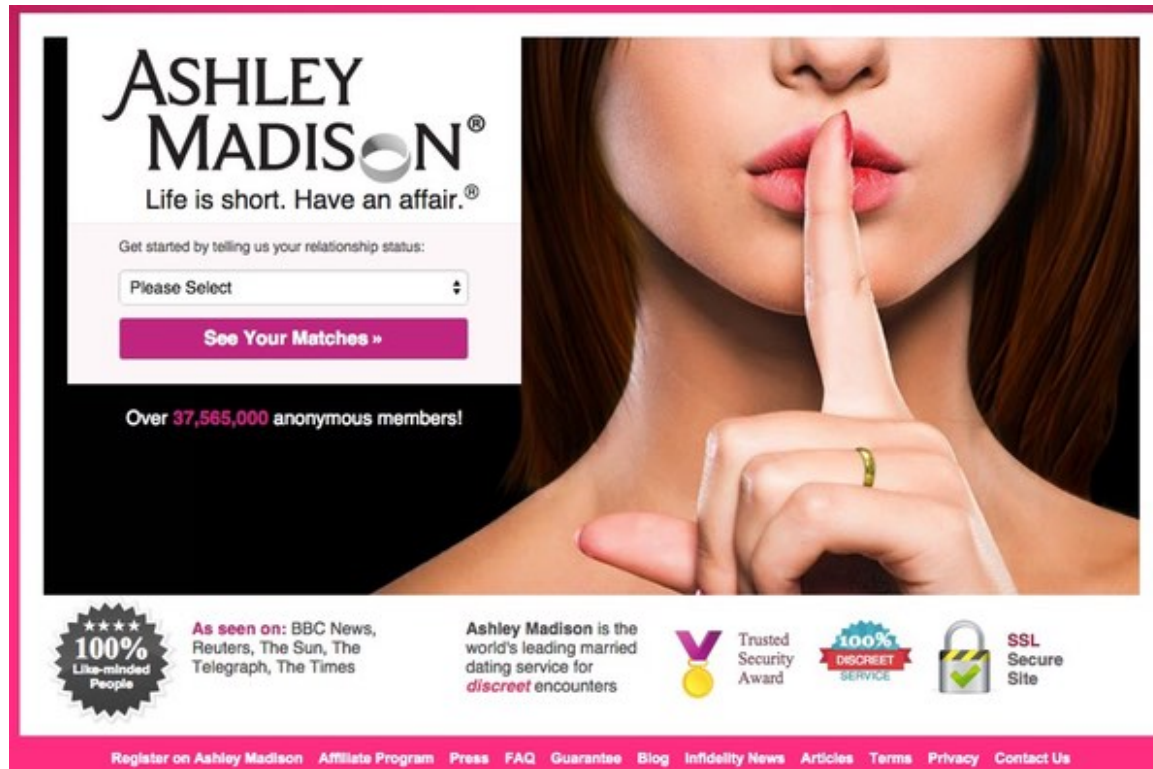 ASHLEY
MADISON®
Life is short. Have an affair.®
Get started by telling us your relationship status:
Please Select
See Your Matches »
Over 37,565,000 anonymous members!
100%
Like-minded
People
As seen on: BBC News,
Reuters, The Sun, The
Telegraph, The Times
Ashley Madison is the
world's leading married
dating service for
discreet encounters
Trusted
Security
Award
100%
DISCREET
SERVICE
SSL
Secure
Site
Register on Ashley Madison Affiliate Program Press FAQ Guarantee Blog Infidelity News Articles Terms Privacy Contact Us